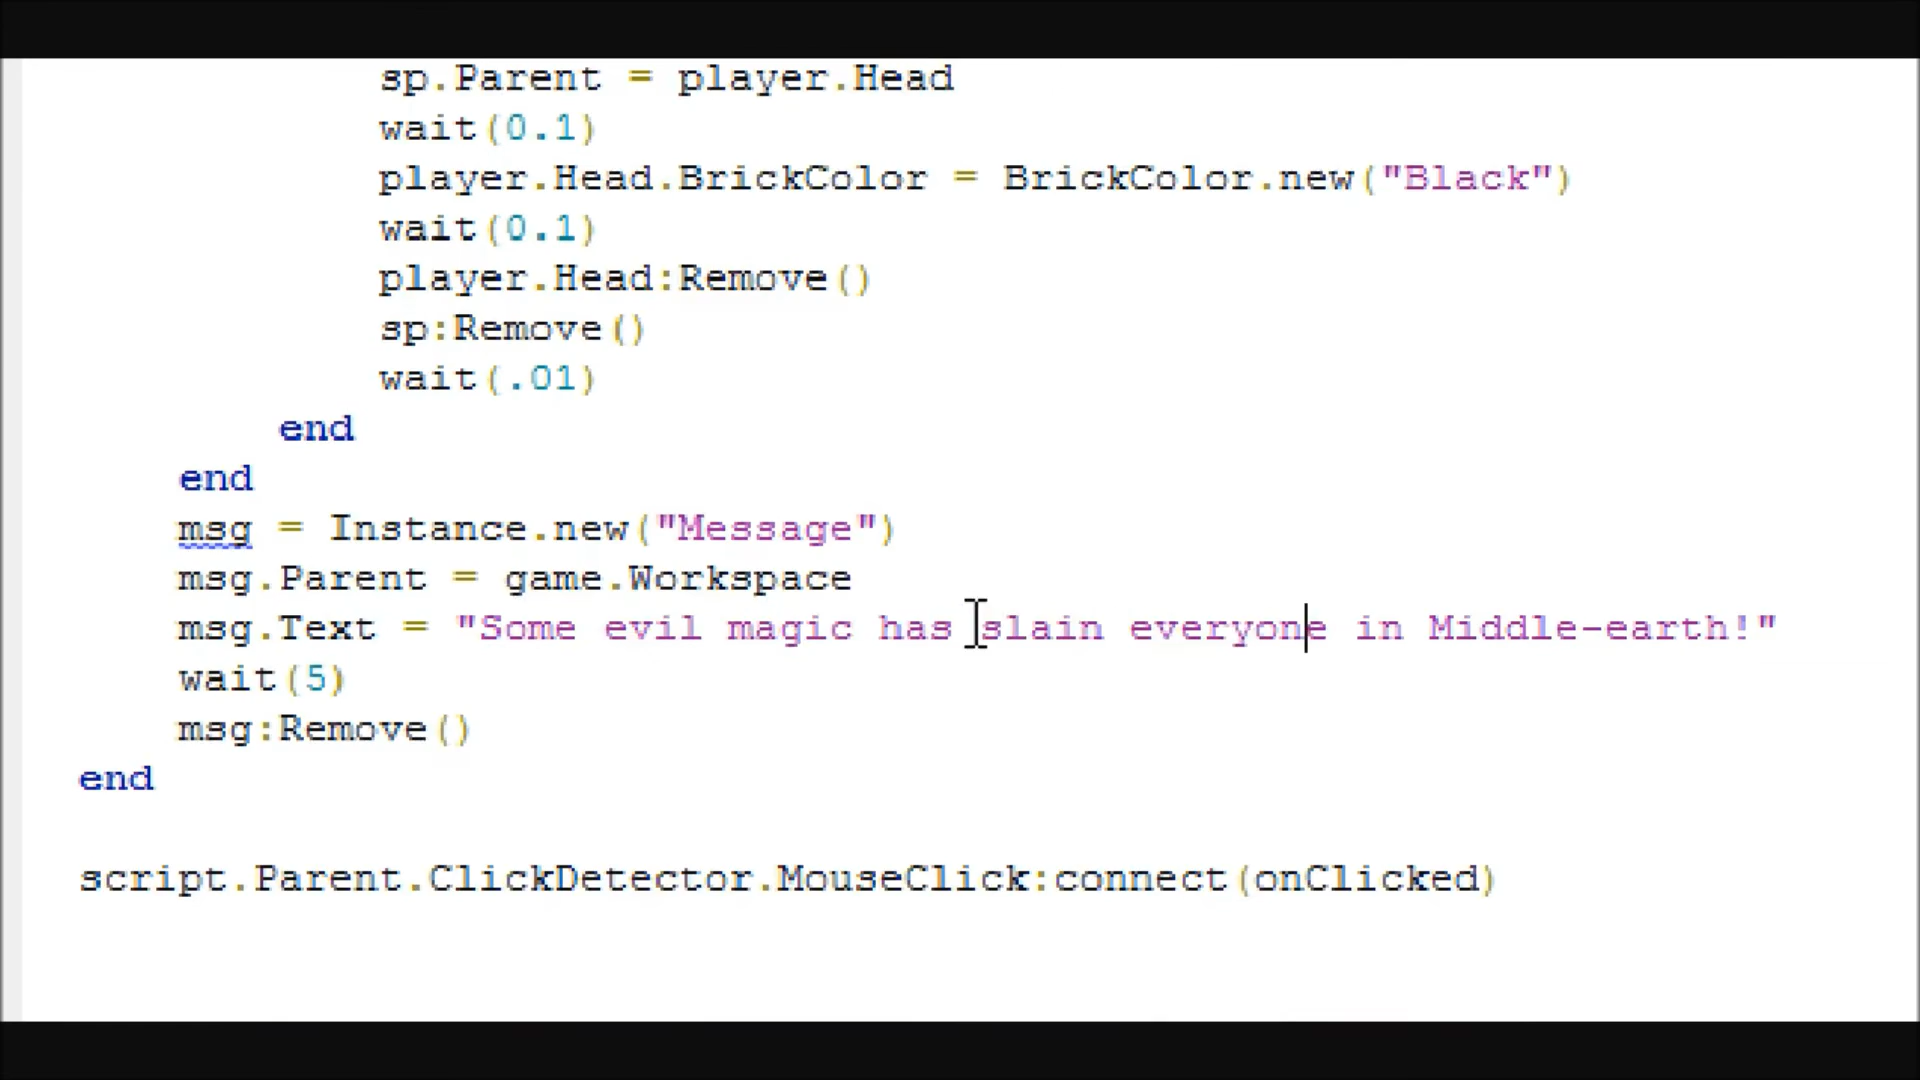 sp.Parent = player.Head
wait(0.1)
player.Head.BrickColor = BrickColor.new("Black")
wait(0.1)
player.Head:Remove()
sp:Remove()
wait(.01)
end
end
msg = Instance.new("Message")
msg.Parent = game.Workspace
msg.Text = "Some evil magic has slain everyone in Middle-earth!"
wait(5)
msg:Remove()
end
script.Parent.ClickDetector.MouseClick:connect(onClicked)